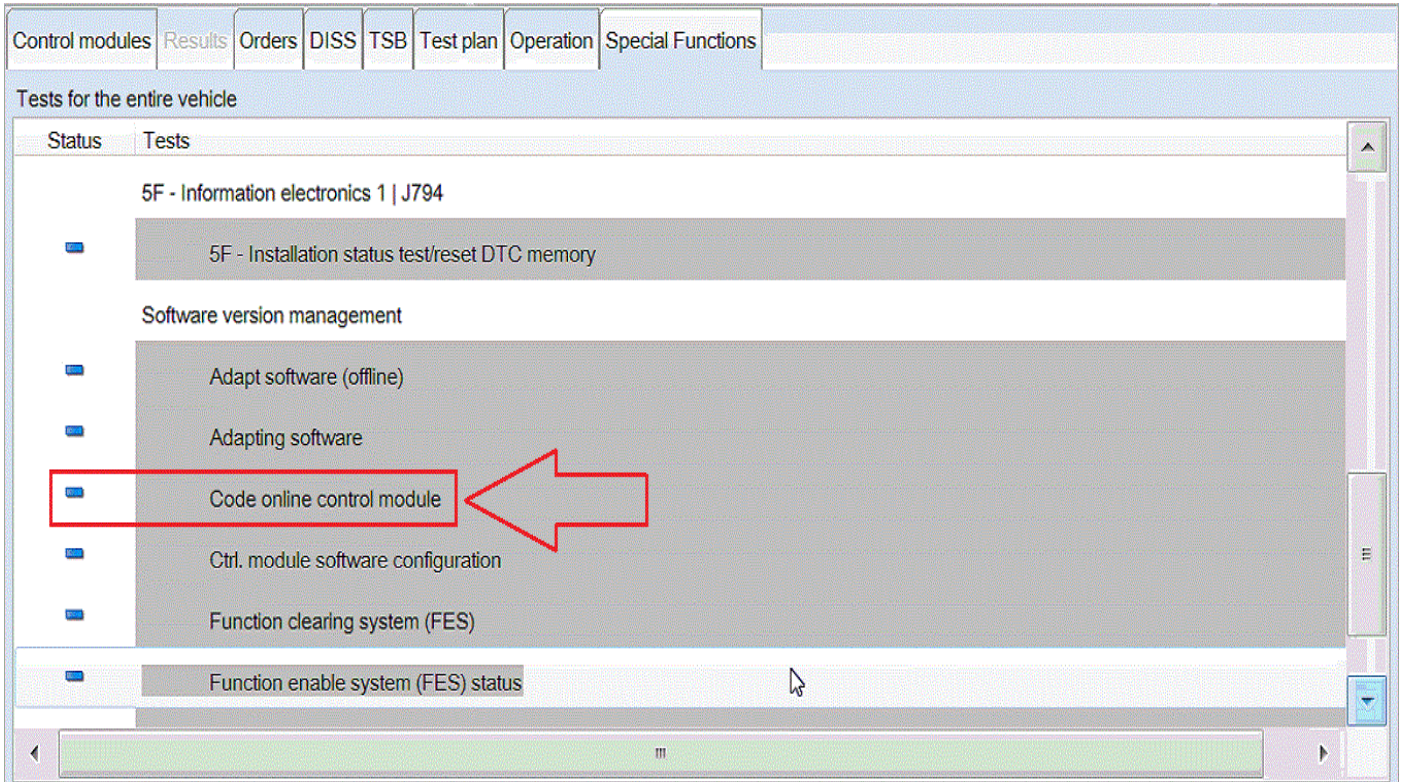 Control modules Results Orders DISS TSB Test plan Operation Special Functions
Tests for the entire vehicle
Status Tests
5F - Information electronics 1 | J794
5F - Installation status test/reset DTC memory
Software version management
Adapt software (offline)
Adapting software
Code online control module
Ctrl. module software configuration
Function clearing system (FES)
Function enable system (FES) status